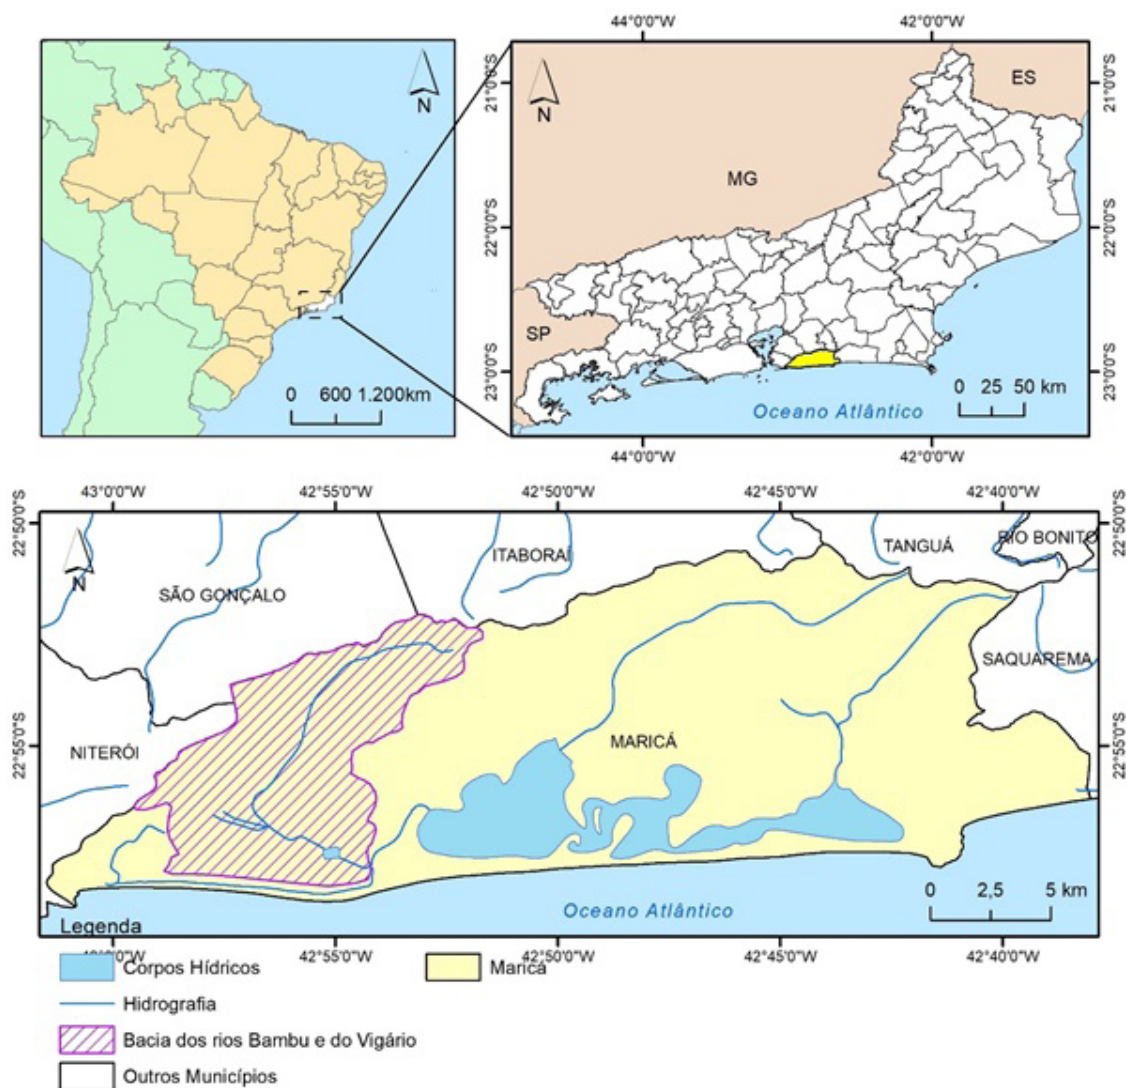 44°0'0"W 42°0'0"W
N
0 600 1.200km
N
MG
ES
SP
21°0'0"S
22°0'0"S
23°0'0"S
21°0'0"S
22°0'0"S
23°0'0"S
Oceano Atlântico
0 25 50 km
44°0'0"W 42°0'0"W
43°0'0"W 42°55'0"W 42°50'0"W 42°45'0"W 42°40'0"W
22°50'0"S
22°55'0"S
22°50'0"S
22°55'0"S
N
SÃO GONÇALO
ITABORAÍ
TANGUÁ
RIO BONITO
SAQUAREMA
NITERÓI
MARICÁ
Oceano Atlântico
0 2,5 5 km
Legenda
42°55'0"W 42°50'0"W 42°45'0"W 42°40'0"W
Corpos Hídricos
Maricá
Hidrografia
Bacia dos rios Bambu e do Vigário
Outros Municípios